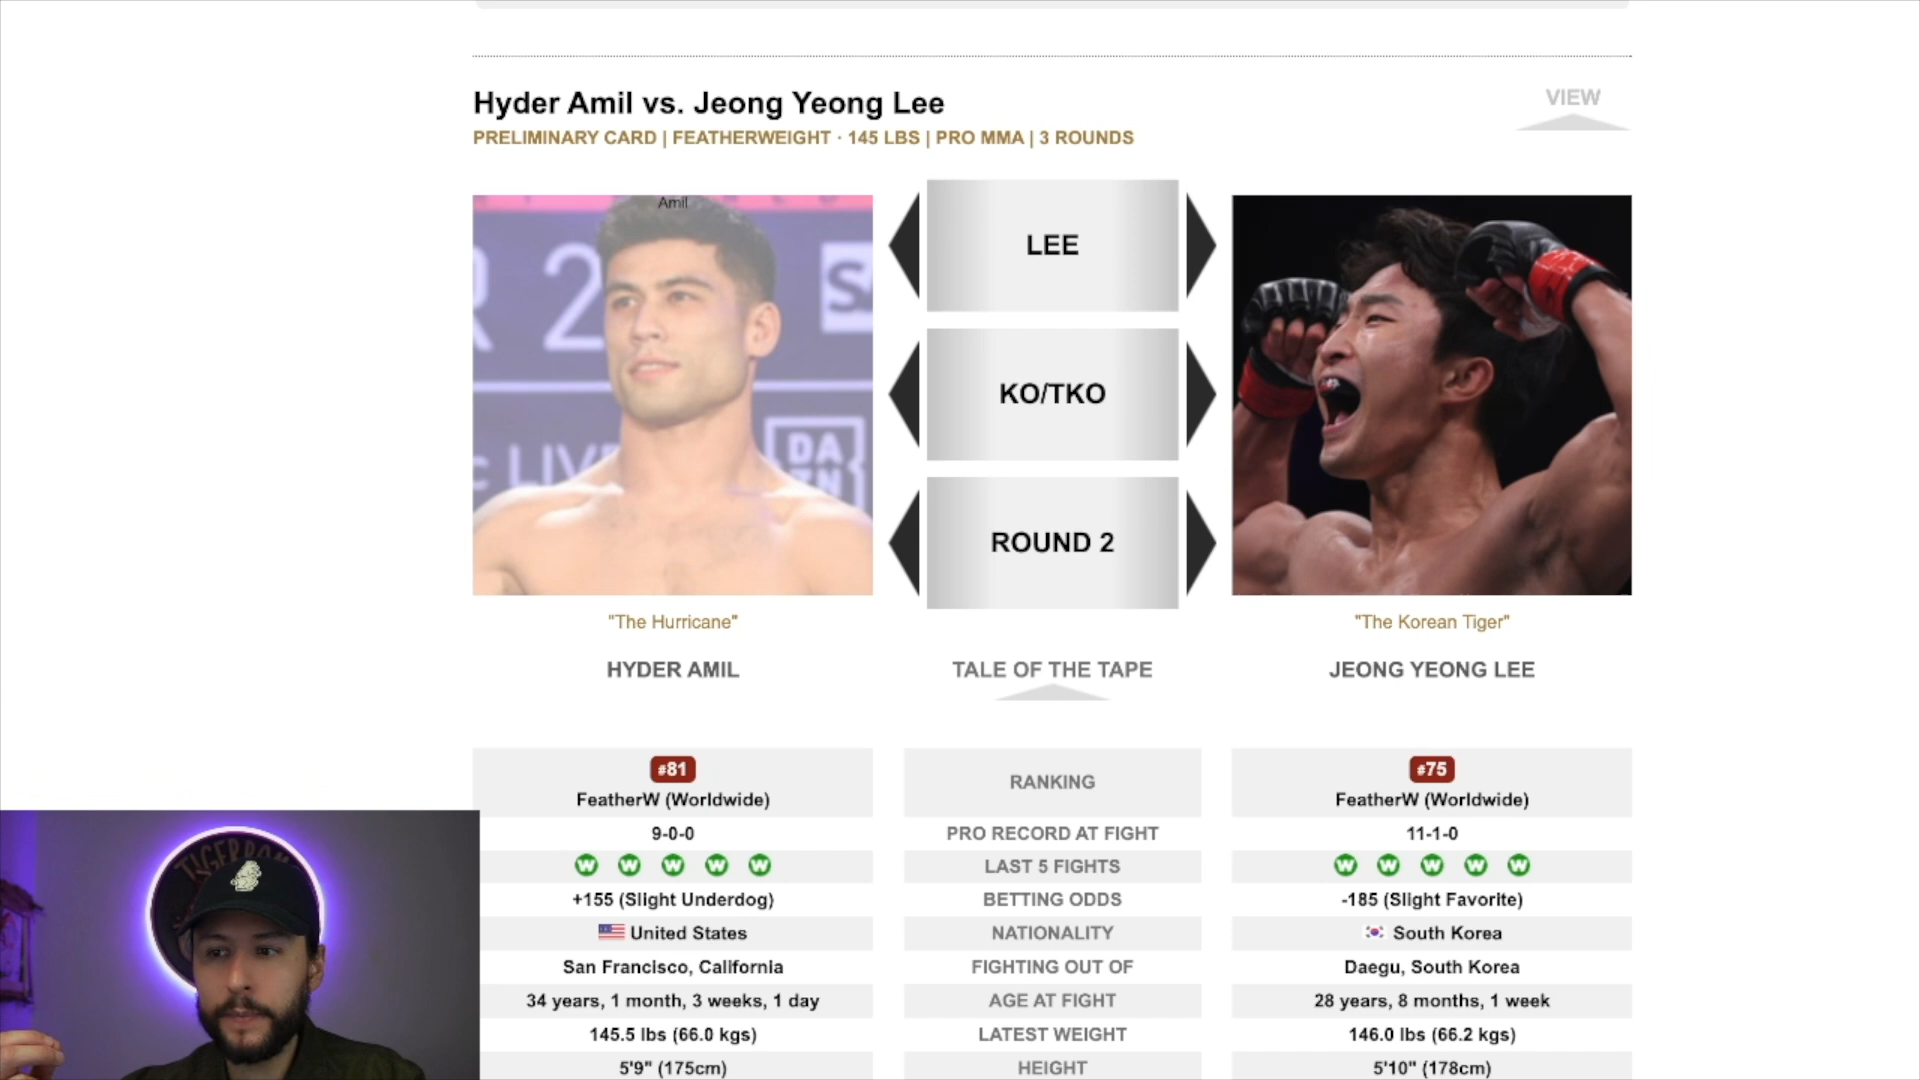 Hyder Amil vs. Jeong Yeong Lee
VIEW
PRELIMINARY CARD | FEATHERWEIGHT · 145 LBS | PRO MMA | 3 ROUNDS
Amil
R 2
LIV
DA
ZN
LEE
KO/TKO
ROUND 2
"The Hurricane"
"The Korean Tiger"
HYDER AMIL
TALE OF THE TAPE
JEONG YEONG LEE
#81
FeatherW (Worldwide)
RANKING
#75
FeatherW (Worldwide)
9-0-0
PRO RECORD AT FIGHT
11-1-0
W W W W W
LAST 5 FIGHTS
W W W W W
+155 (Slight Underdog)
BETTING ODDS
-185 (Slight Favorite)
United States
NATIONALITY
South Korea
San Francisco, California
FIGHTING OUT OF
Daegu, South Korea
34 years, 1 month, 3 weeks, 1 day
AGE AT FIGHT
28 years, 8 months, 1 week
145.5 lbs (66.0 kgs)
LATEST WEIGHT
146.0 lbs (66.2 kgs)
5'9" (175cm)
HEIGHT
5'10" (178cm)